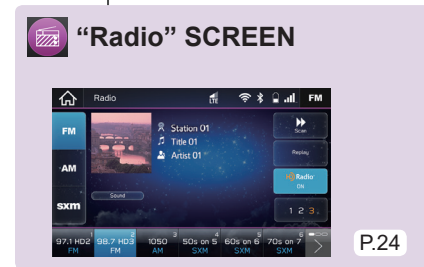 “Radio” SCREEN
Radio
LTE
FM
FM
Station 01
Title 01
Artist 01
Scan
AM
Replay
HD Radio
ON
sxm
Sound
1 2 3
1 2 3 4 5 6
97.1 HD2 98.7 HD3 1050 50s on 5 60s on 6 70s on 7
FM FM AM SXM SXM SXM
P.24